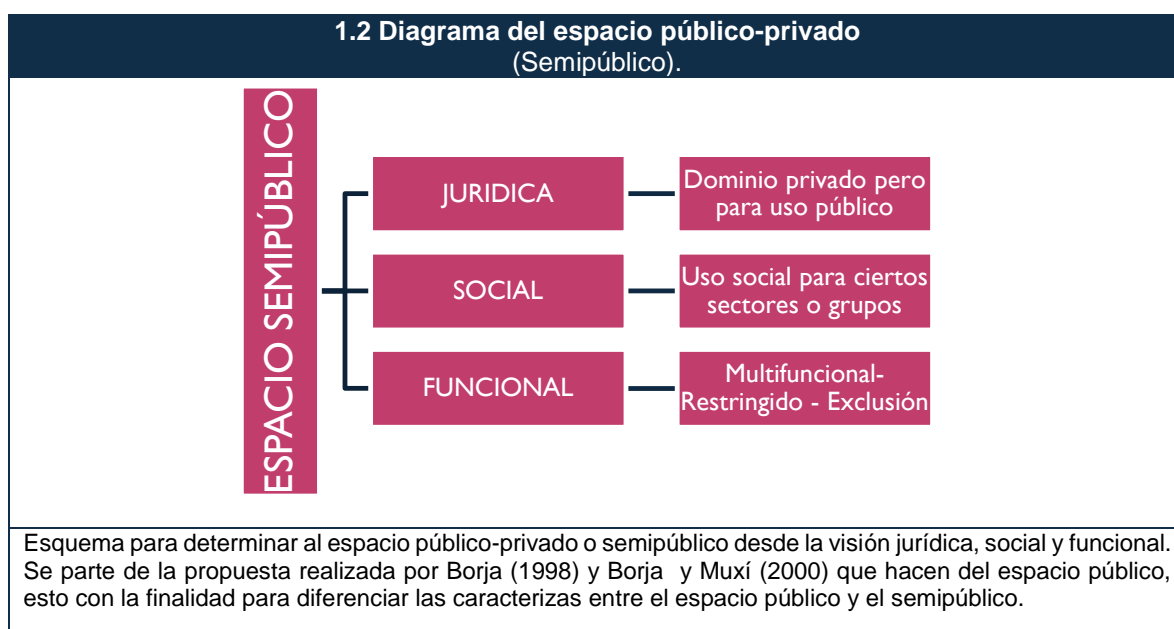 1.2 Diagrama del espacio público-privado
(Semipúblico).
ESPACIO SEMIPÚBLICO
JURIDICA
Dominio privado pero
para uso público
SOCIAL
Uso social para ciertos
sectores o grupos
FUNCIONAL
Multifuncional-
Restringido - Exclusión
Esquema para determinar al espacio público-privado o semipúblico desde la visión jurídica, social y funcional.
Se parte de la propuesta realizada por Borja (1998) y Borja y Muxí (2000) que hacen del espacio público,
esto con la finalidad para diferenciar las caracterizas entre el espacio público y el semipúblico.